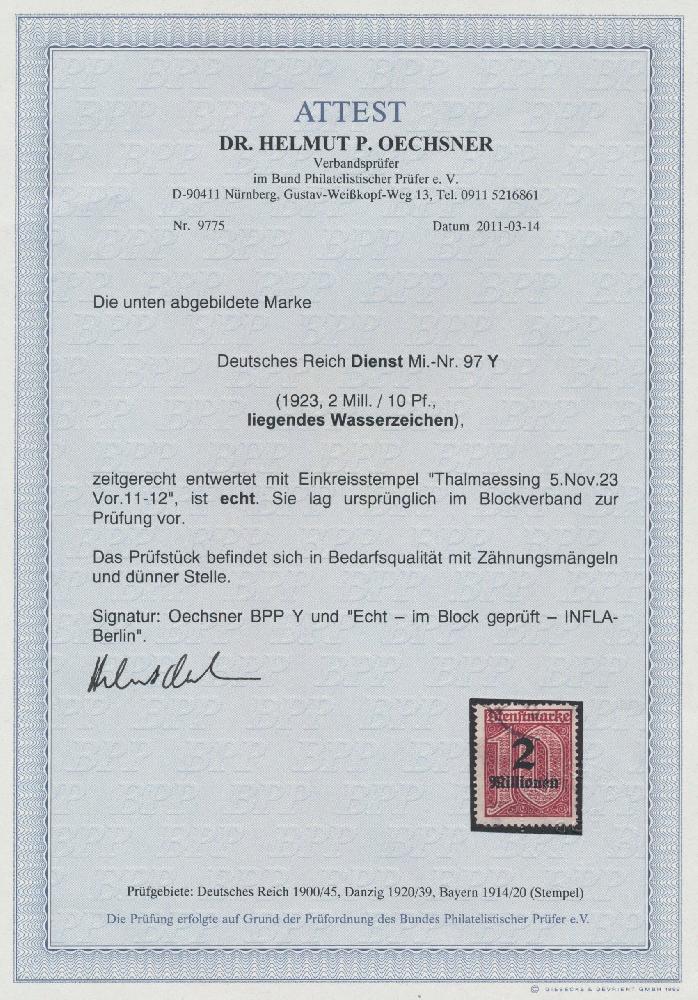 ATTEST
DR. HELMUT P. OECHSNER
Verbandsprüfer
im Bund Philatelistischer Prüfer e. V.
D-90411 Nürnberg, Gustav-Weißkopf-Weg 13, Tel. 0911 5216861
Nr. 9775 Datum 2011-03-14
Die unten abgebildete Marke
Deutsches Reich Dienst Mi.-Nr. 97 Y
(1923, 2 Mill. / 10 Pf.,
liegendes Wasserzeichen),
zeitgerecht entwertet mit Einkreisstempel "Thalmaessing 5.Nov.23
Vor.11-12", ist echt. Sie lag ursprünglich im Blockverband zur
Prüfung vor.
Das Prüfstück befindet sich in Bedarfsqualität mit Zähnungsmängeln
und dünner Stelle.
Signatur: Oechsner BPP Y und "Echt – im Block geprüft – INFLA-
Berlin".
Dienstmarke
10
2
Millionen
Prüfgebiete: Deutsches Reich 1900/45, Danzig 1920/39, Bayern 1914/20 (Stempel)
Die Prüfung erfolgte auf Grund der Prüfordnung des Bundes Philatelistischer Prüfer e.V.
© GIESECKE & DEVRIENT GMBH